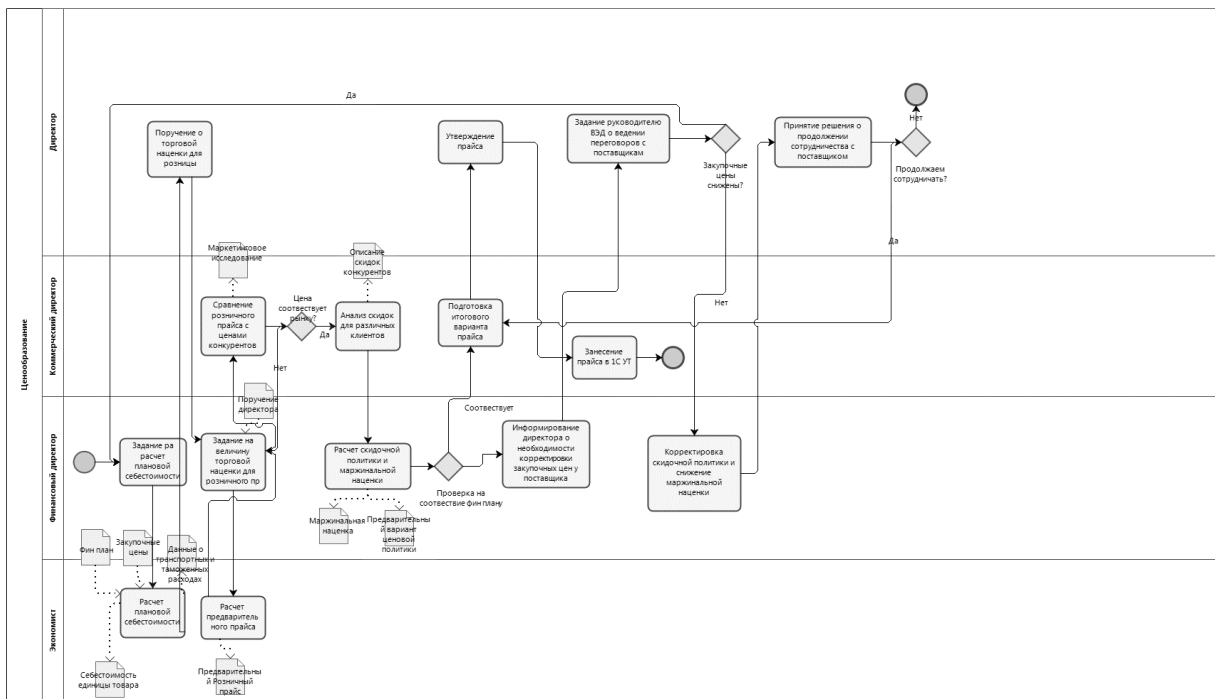 Ценообразование
Директор
Да
Поручение о
торговой
наценки для
розницы
Утверждение
прайса
Задание руководителю
ВЭД о ведении
переговоров с
поставщикам
Закупочные
цены
снижены?
Принятие решения о
продолжении
сотрудничества с
поставщиком
Нет
Продолжаем
сотрудничать?
Да
Коммерческий директор
Маркетинговое
исследование
Сравнение
розничного
прайса с
ценами
конкурентов
Цена
соотвествует
рынку?
Да
Нет
Описание
скидок
конкурентов
Анализ скидок
для различных
клиентов
Подготовка
итогового
варианта
прайса
Занесение
прайса в 1С УТ
Нет
Финансовый директор
Задание ра
расчет
плановой
себестоимости
Поручение
директора
Задание на
величину
торговой
наценки для
розничного пр
Расчет скидочной
политики и
маржинальной
наценки
Соотвествует
Проверка на
соотвествие фин плану
Информирование
директора о
необходимости
корректировки
закупочных цен у
поставщика
Корректировка
скидочной политики и
снижение
маржинальной
наценки
Маржинальная
наценка
Предварительны
й вариант
ценовой
политики
Фин план
Закупочные
цены
Данные о
транспортных и
таможенных
расходах
Экономист
Расчет
плановой
себестоимости
Расчет
предваритель
ного прайса
Себестоимость
единицы товара
Предварительны
й Розничный
прайс